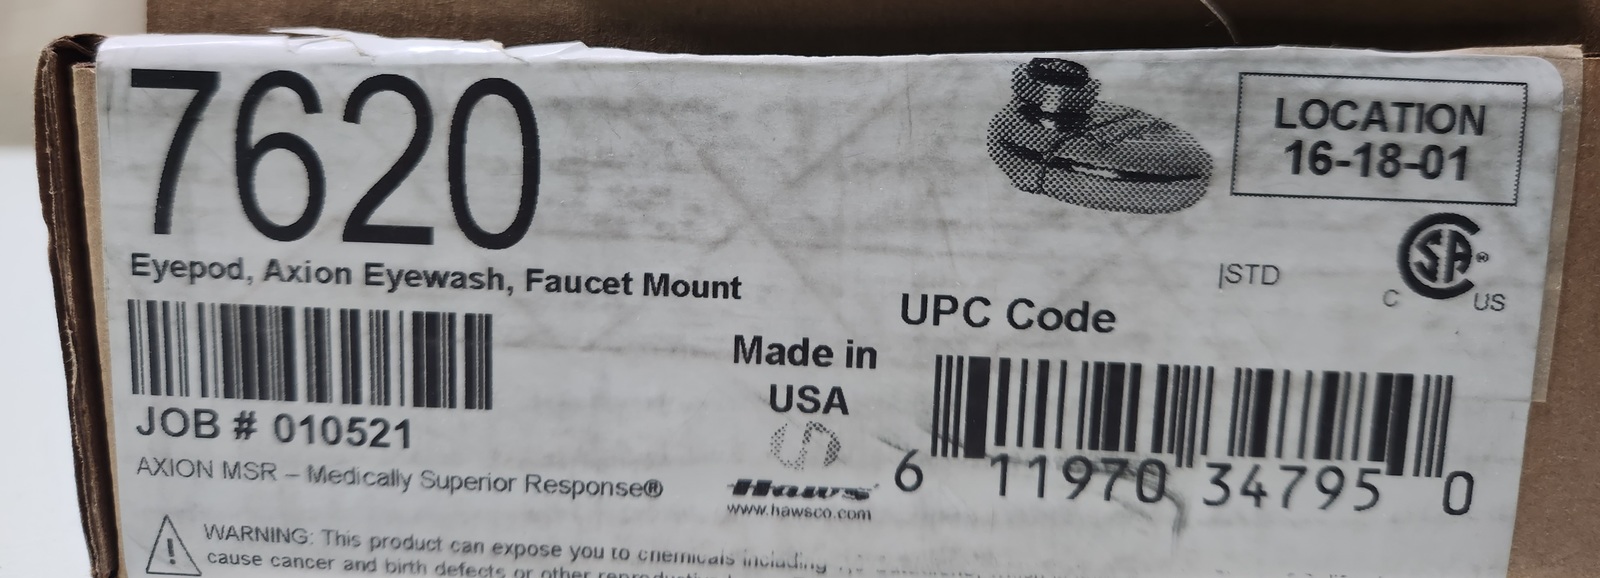 7620
LOCATION
16-18-01
Eyepod, Axion Eyewash, Faucet Mount
|STD
CSA®
C US
UPC Code
Made in
USA
JOB # 010521
6 11970 34795 0
AXION MSR – Medically Superior Response®
Haws®
www.hawsco.com
WARNING: This product can expose you to chemicals including
cause cancer and birth defects or other